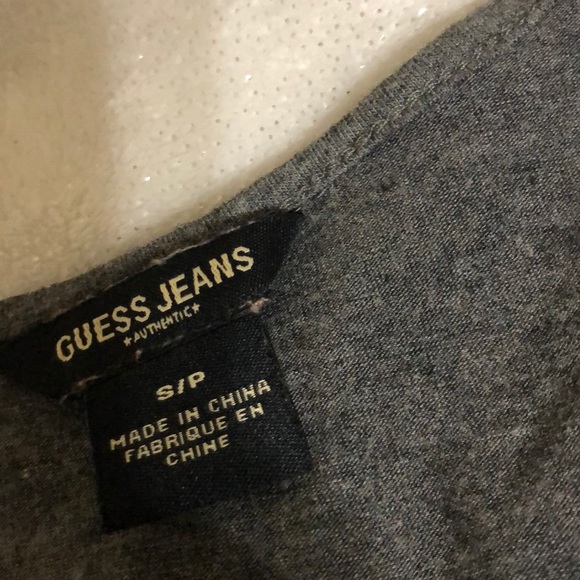 GUESS JEANS
★AUTHENTIC★
S/P
MADE IN CHINA
FABRIQUE EN
CHINE